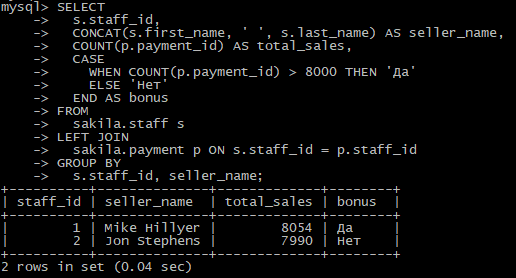 mysql> SELECT
    ->   s.staff_id,
    ->   CONCAT(s.first_name, ' ', s.last_name) AS seller_name,
    ->   COUNT(p.payment_id) AS total_sales,
    ->   CASE
    ->     WHEN COUNT(p.payment_id) > 8000 THEN 'Да'
    ->     ELSE 'Нет'
    ->   END AS bonus
    -> FROM
    ->   sakila.staff s
    -> LEFT JOIN
    ->   sakila.payment p ON s.staff_id = p.staff_id
    -> GROUP BY
    ->   s.staff_id, seller_name;
+----------+--------------+-------------+-------+
| staff_id | seller_name  | total_sales | bonus |
+----------+--------------+-------------+-------+
|        1 | Mike Hillyer |        8054 | Да    |
|        2 | Jon Stephens |        7990 | Нет   |
+----------+--------------+-------------+-------+
2 rows in set (0.04 sec)